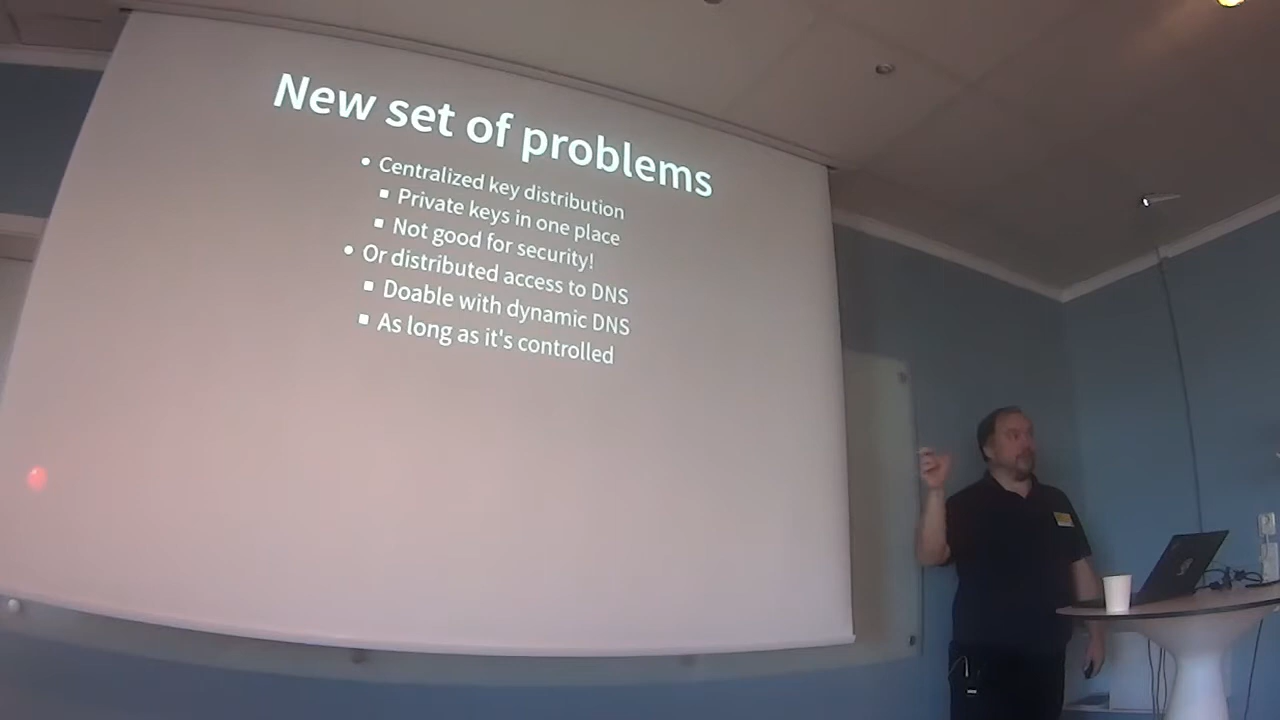 New set of problems
• Centralized key distribution
▪ Private keys in one place
▪ Not good for security!
• Or distributed access to DNS
▪ Doable with dynamic DNS
▪ As long as it's controlled